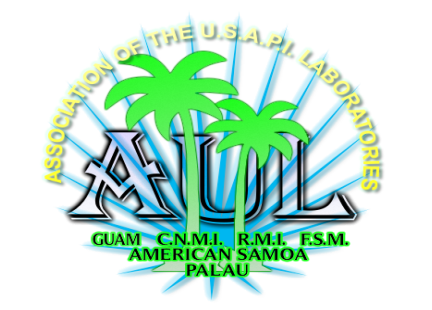 ASSOCIATION OF THE U.S.A.P.I. LABORATORIES
AUL
GUAM C.N.M.I. R.M.I. F.S.M.
AMERICAN SAMOA
PALAU